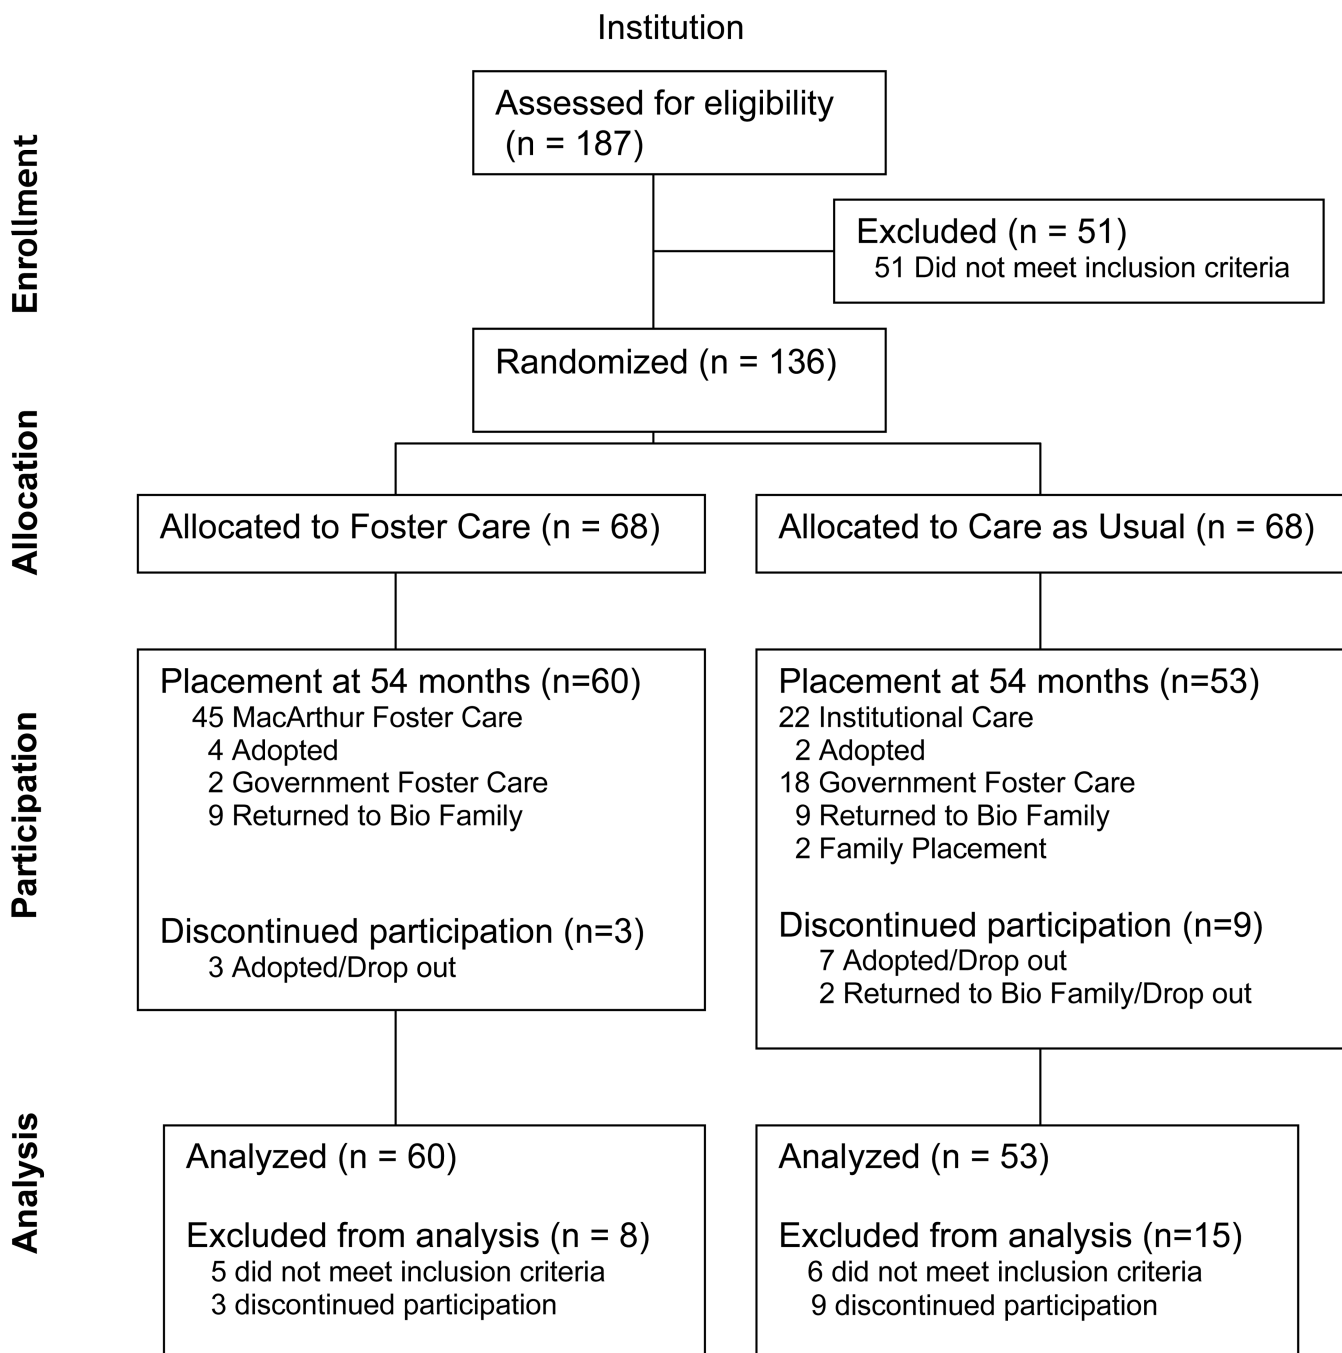 Institution
Enrollment
Assessed for eligibility
(n = 187)
Excluded (n = 51)
51 Did not meet inclusion criteria
Randomized (n = 136)
Allocation
Allocated to Foster Care (n = 68)
Allocated to Care as Usual (n = 68)
Participation
Placement at 54 months (n=60)
45 MacArthur Foster Care
4 Adopted
2 Government Foster Care
9 Returned to Bio Family
Discontinued participation (n=3)
3 Adopted/Drop out
Placement at 54 months (n=53)
22 Institutional Care
2 Adopted
18 Government Foster Care
9 Returned to Bio Family
2 Family Placement
Discontinued participation (n=9)
7 Adopted/Drop out
2 Returned to Bio Family/Drop out
Analysis
Analyzed (n = 60)
Excluded from analysis (n = 8)
5 did not meet inclusion criteria
3 discontinued participation
Analyzed (n = 53)
Excluded from analysis (n=15)
6 did not meet inclusion criteria
9 discontinued participation